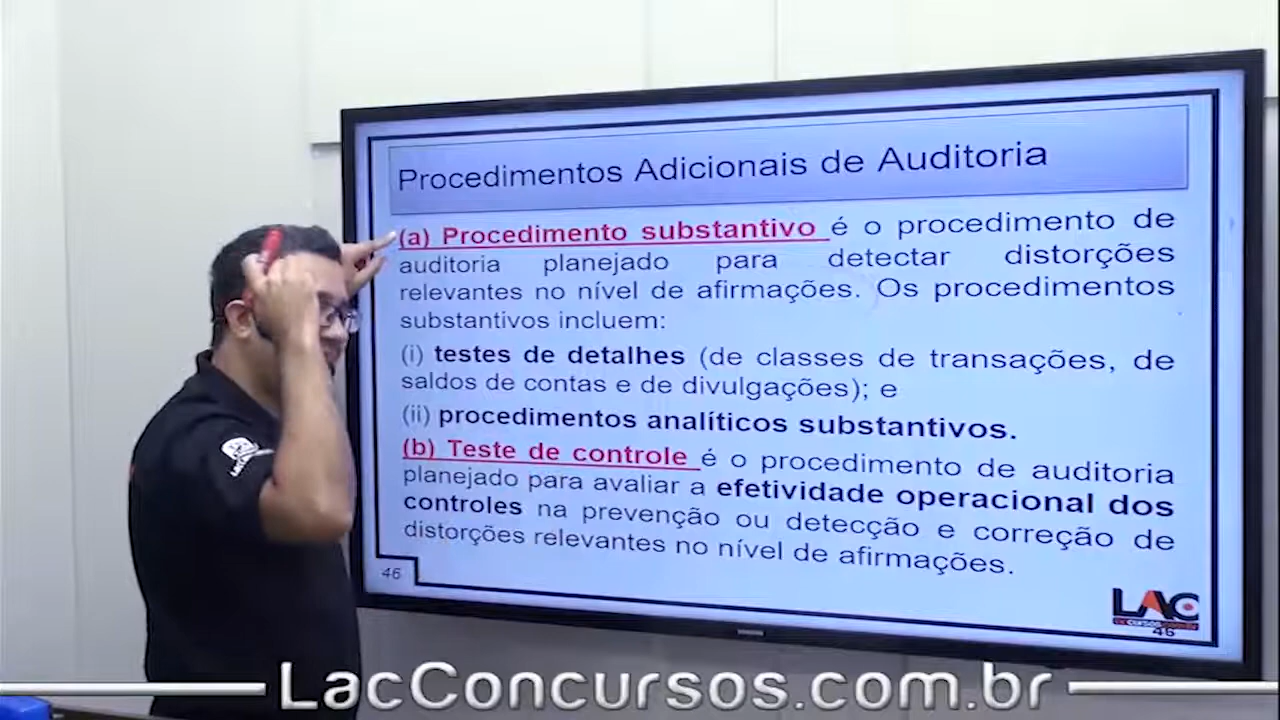 Procedimentos Adicionais de Auditoria
(a) Procedimento substantivo é o procedimento de
auditoria planejado para detectar distorções
relevantes no nível de afirmações. Os procedimentos
substantivos incluem:
(i) testes de detalhes (de classes de transações, de
saldos de contas e de divulgações); e
(ii) procedimentos analíticos substantivos.
(b) Teste de controle é o procedimento de auditoria
planejado para avaliar a efetividade operacional dos
controles na prevenção ou detecção e correção de
distorções relevantes no nível de afirmações.
46
LAC
46
LacConcursos.com.br